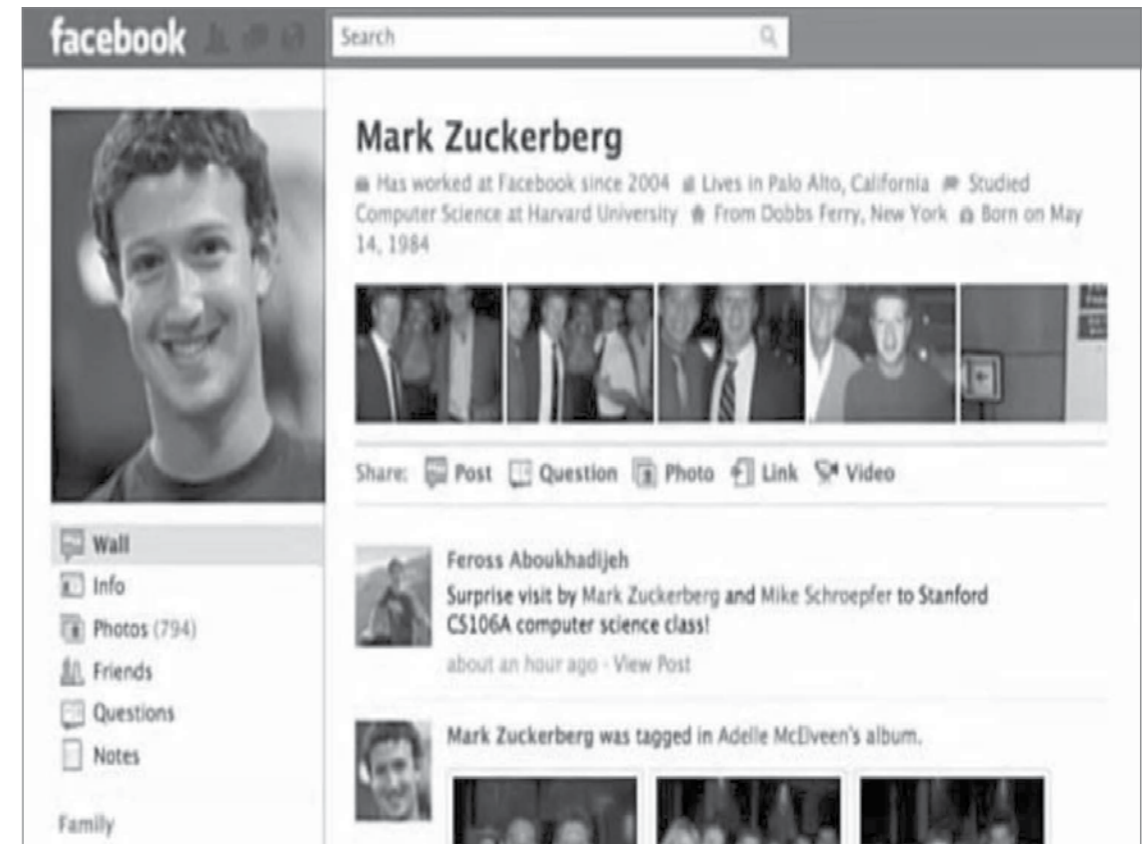 facebook
Search
Mark Zuckerberg
Has worked at Facebook since 2004 Lives in Palo Alto, California Studied
Computer Science at Harvard University From Dobbs Ferry, New York Born on May
14, 1984
Share: Post Question Photo Link Video
Wall
Info
Photos (794)
Friends
Questions
Notes
Family
Feross Aboukhadijeh
Surprise visit by Mark Zuckerberg and Mike Schroepfer to Stanford
CS106A computer science class!
about an hour ago · View Post
Mark Zuckerberg was tagged in Adelle McElveen's album.